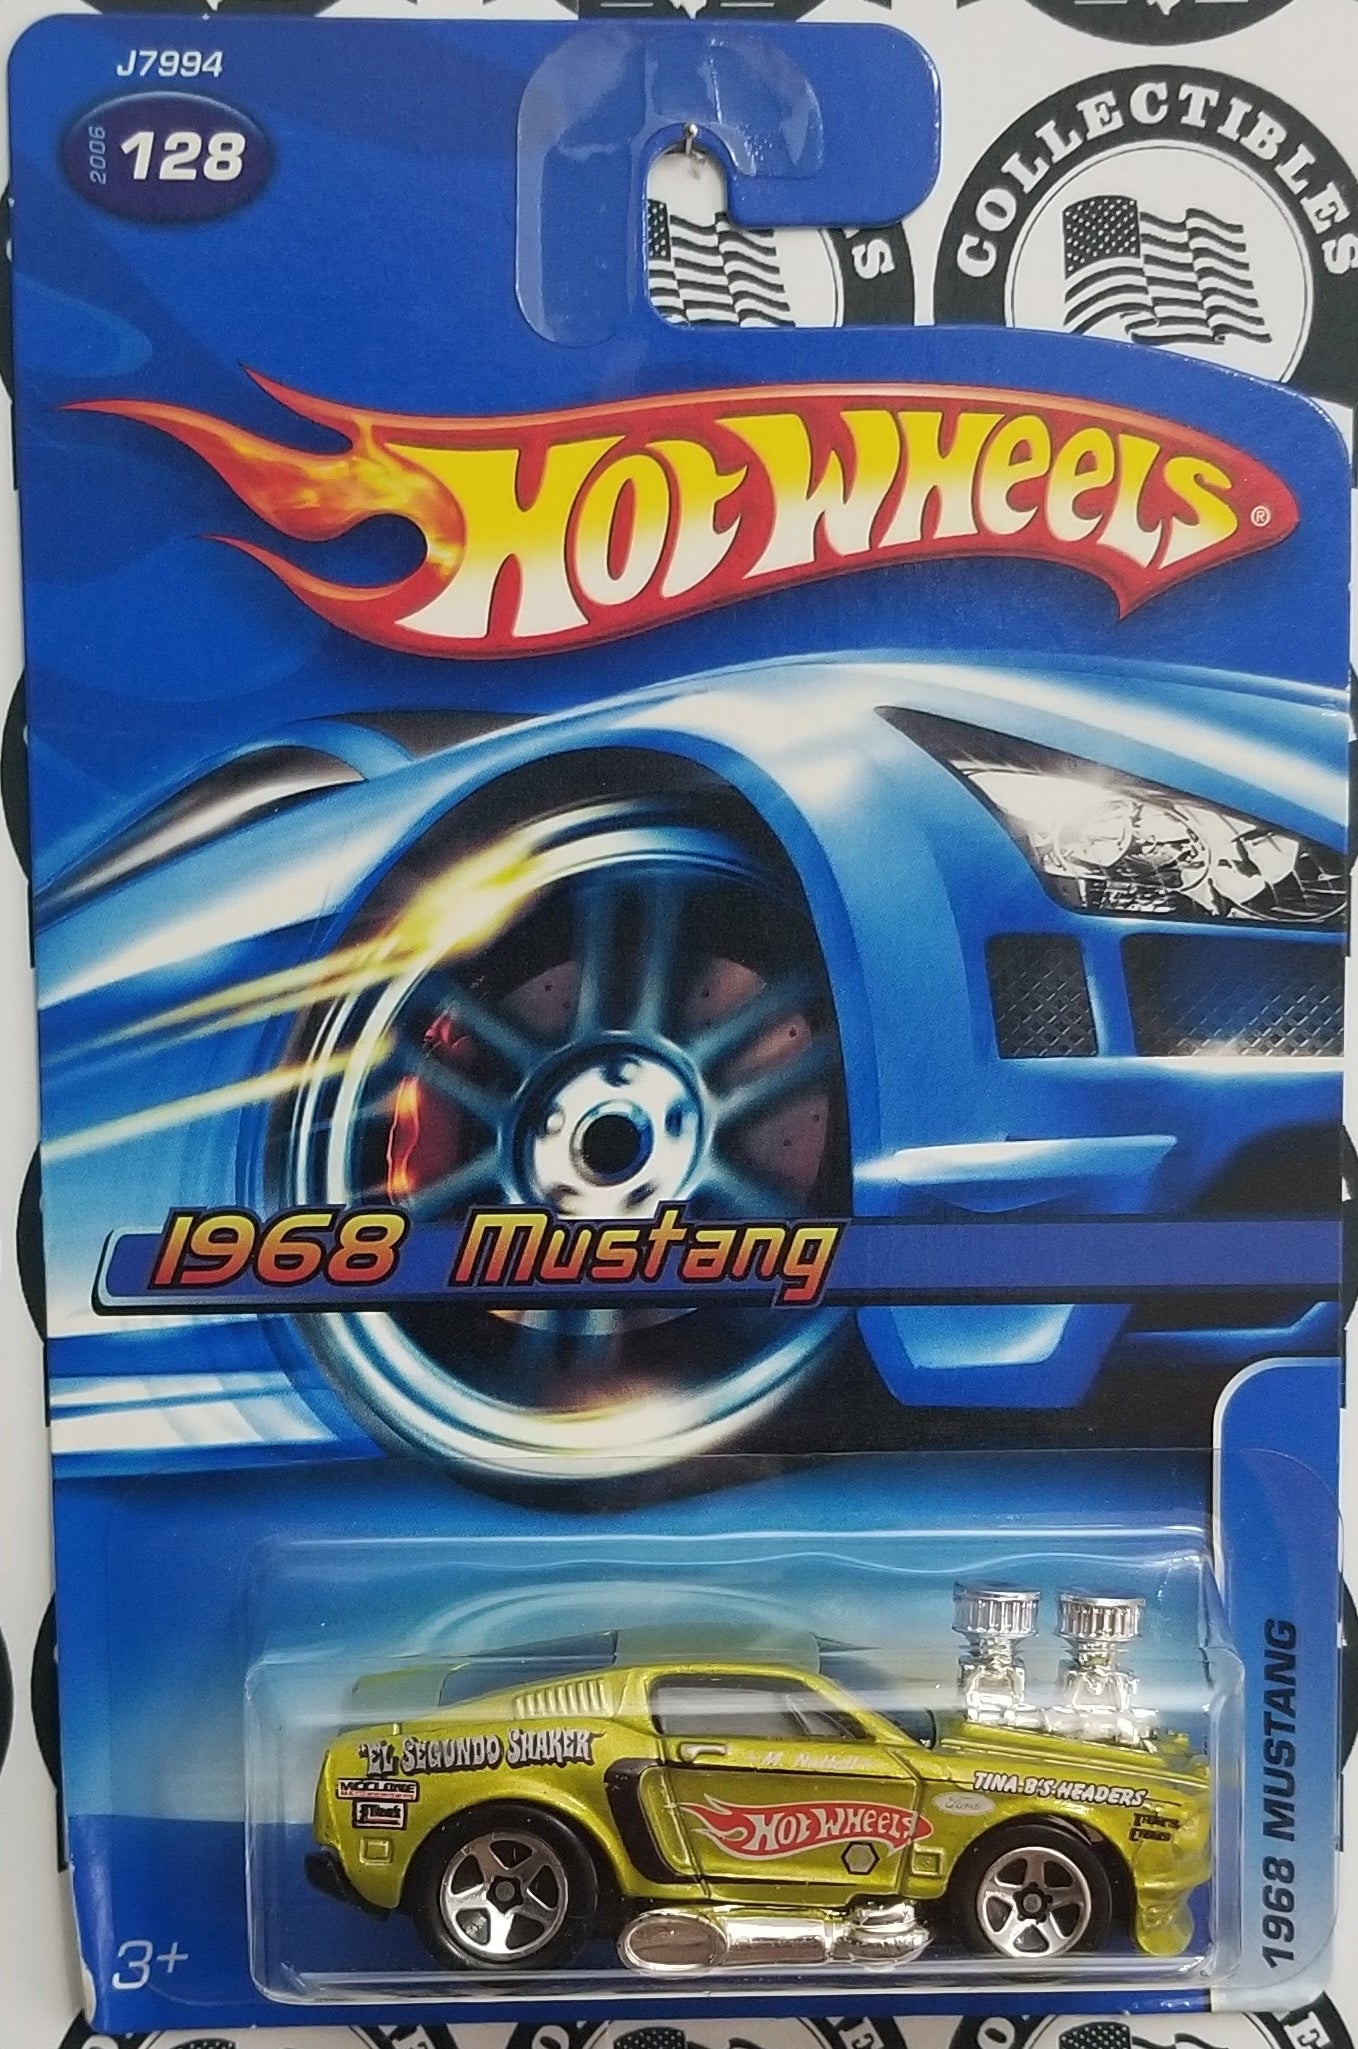 J7994
2006
128
COLLECTIBLES
S
HOT WHEELS®
1968 Mustang
"EL SEGUNDO SHAKER"
TINA-B'S-HEADERS
Ford
HOT WHEELS
3+
1968 MUSTANG